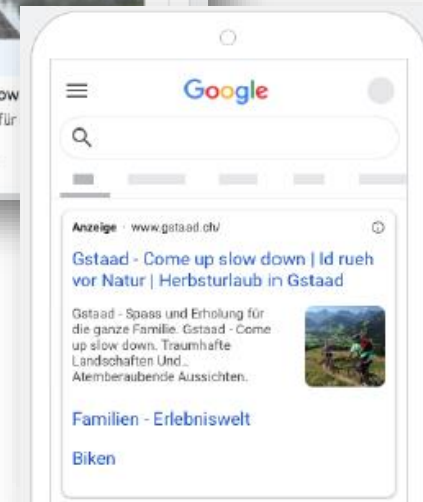 ow
für
Google
Anzeige · www.gstaad.ch/
Gstaad - Come up slow down | Id rueh
vor Natur | Herbsturlaub in Gstaad
Gstaad - Spass und Erholung für
die ganze Familie. Gstaad - Come
up slow down. Traumhafte
Landschaften Und...
Atemberaubende Aussichten.
Familien - Erlebniswelt
Biken